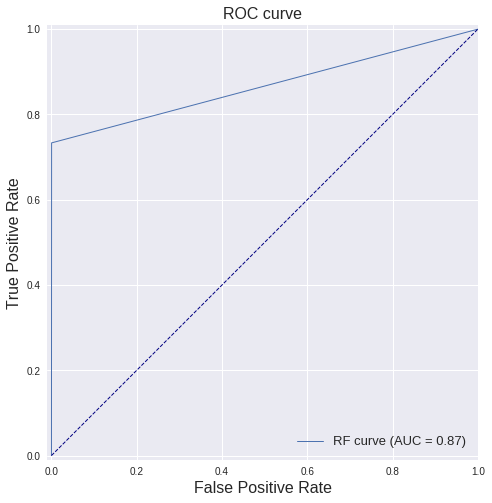 ROC curve
1.0
0.8
0.6
0.4
0.2
0.0
True Positive Rate
RF curve (AUC = 0.87)
0.0 0.2 0.4 0.6 0.8 1.0
False Positive Rate